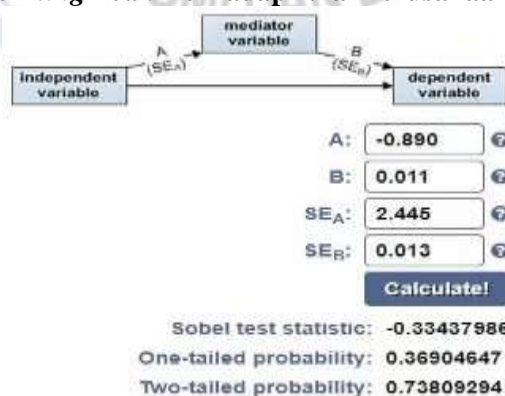 mediator
variable
A
(SEA)
B
(SEB)
independent
variable
dependent
variable
A: -0.890
B: 0.011
SEA: 2.445
SEB: 0.013
Calculate!
Sobel test statistic: -0.33437986
One-tailed probability: 0.36904647
Two-tailed probability: 0.73809294